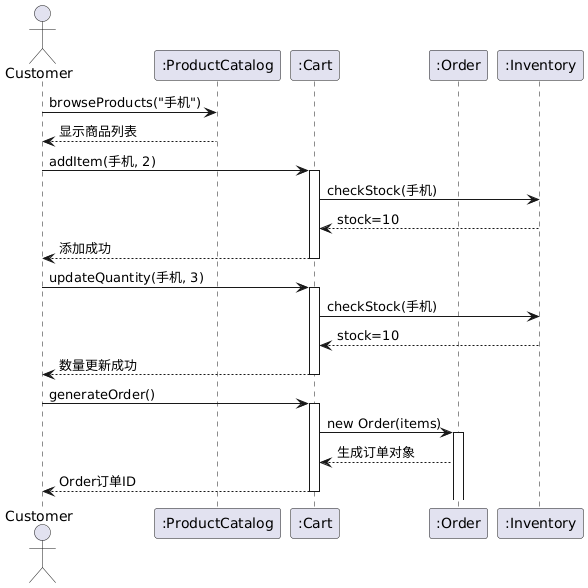 Customer
:ProductCatalog
:Cart
:Order
:Inventory
browseProducts("手机")
显示商品列表
addItem(手机, 2)
checkStock(手机)
stock=10
添加成功
updateQuantity(手机, 3)
checkStock(手机)
stock=10
数量更新成功
generateOrder()
new Order(items)
生成订单对象
Order订单ID
Customer
:ProductCatalog
:Cart
:Order
:Inventory